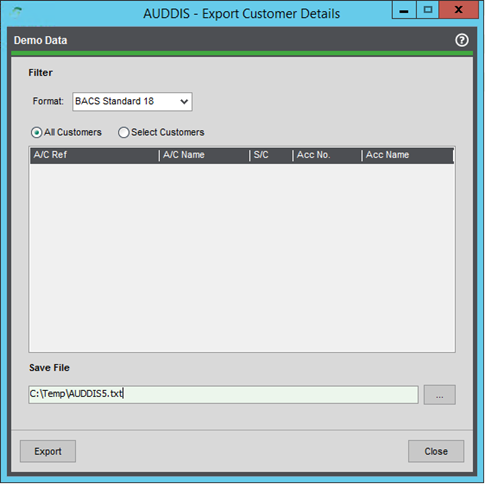 AUDDIS - Export Customer Details
Demo Data
Filter
Format: BACS Standard 18
All Customers Select Customers
A/C Ref A/C Name S/C Acc No. Acc Name
Save File
C:\Temp\AUDDIS5.txt ...
Export Close